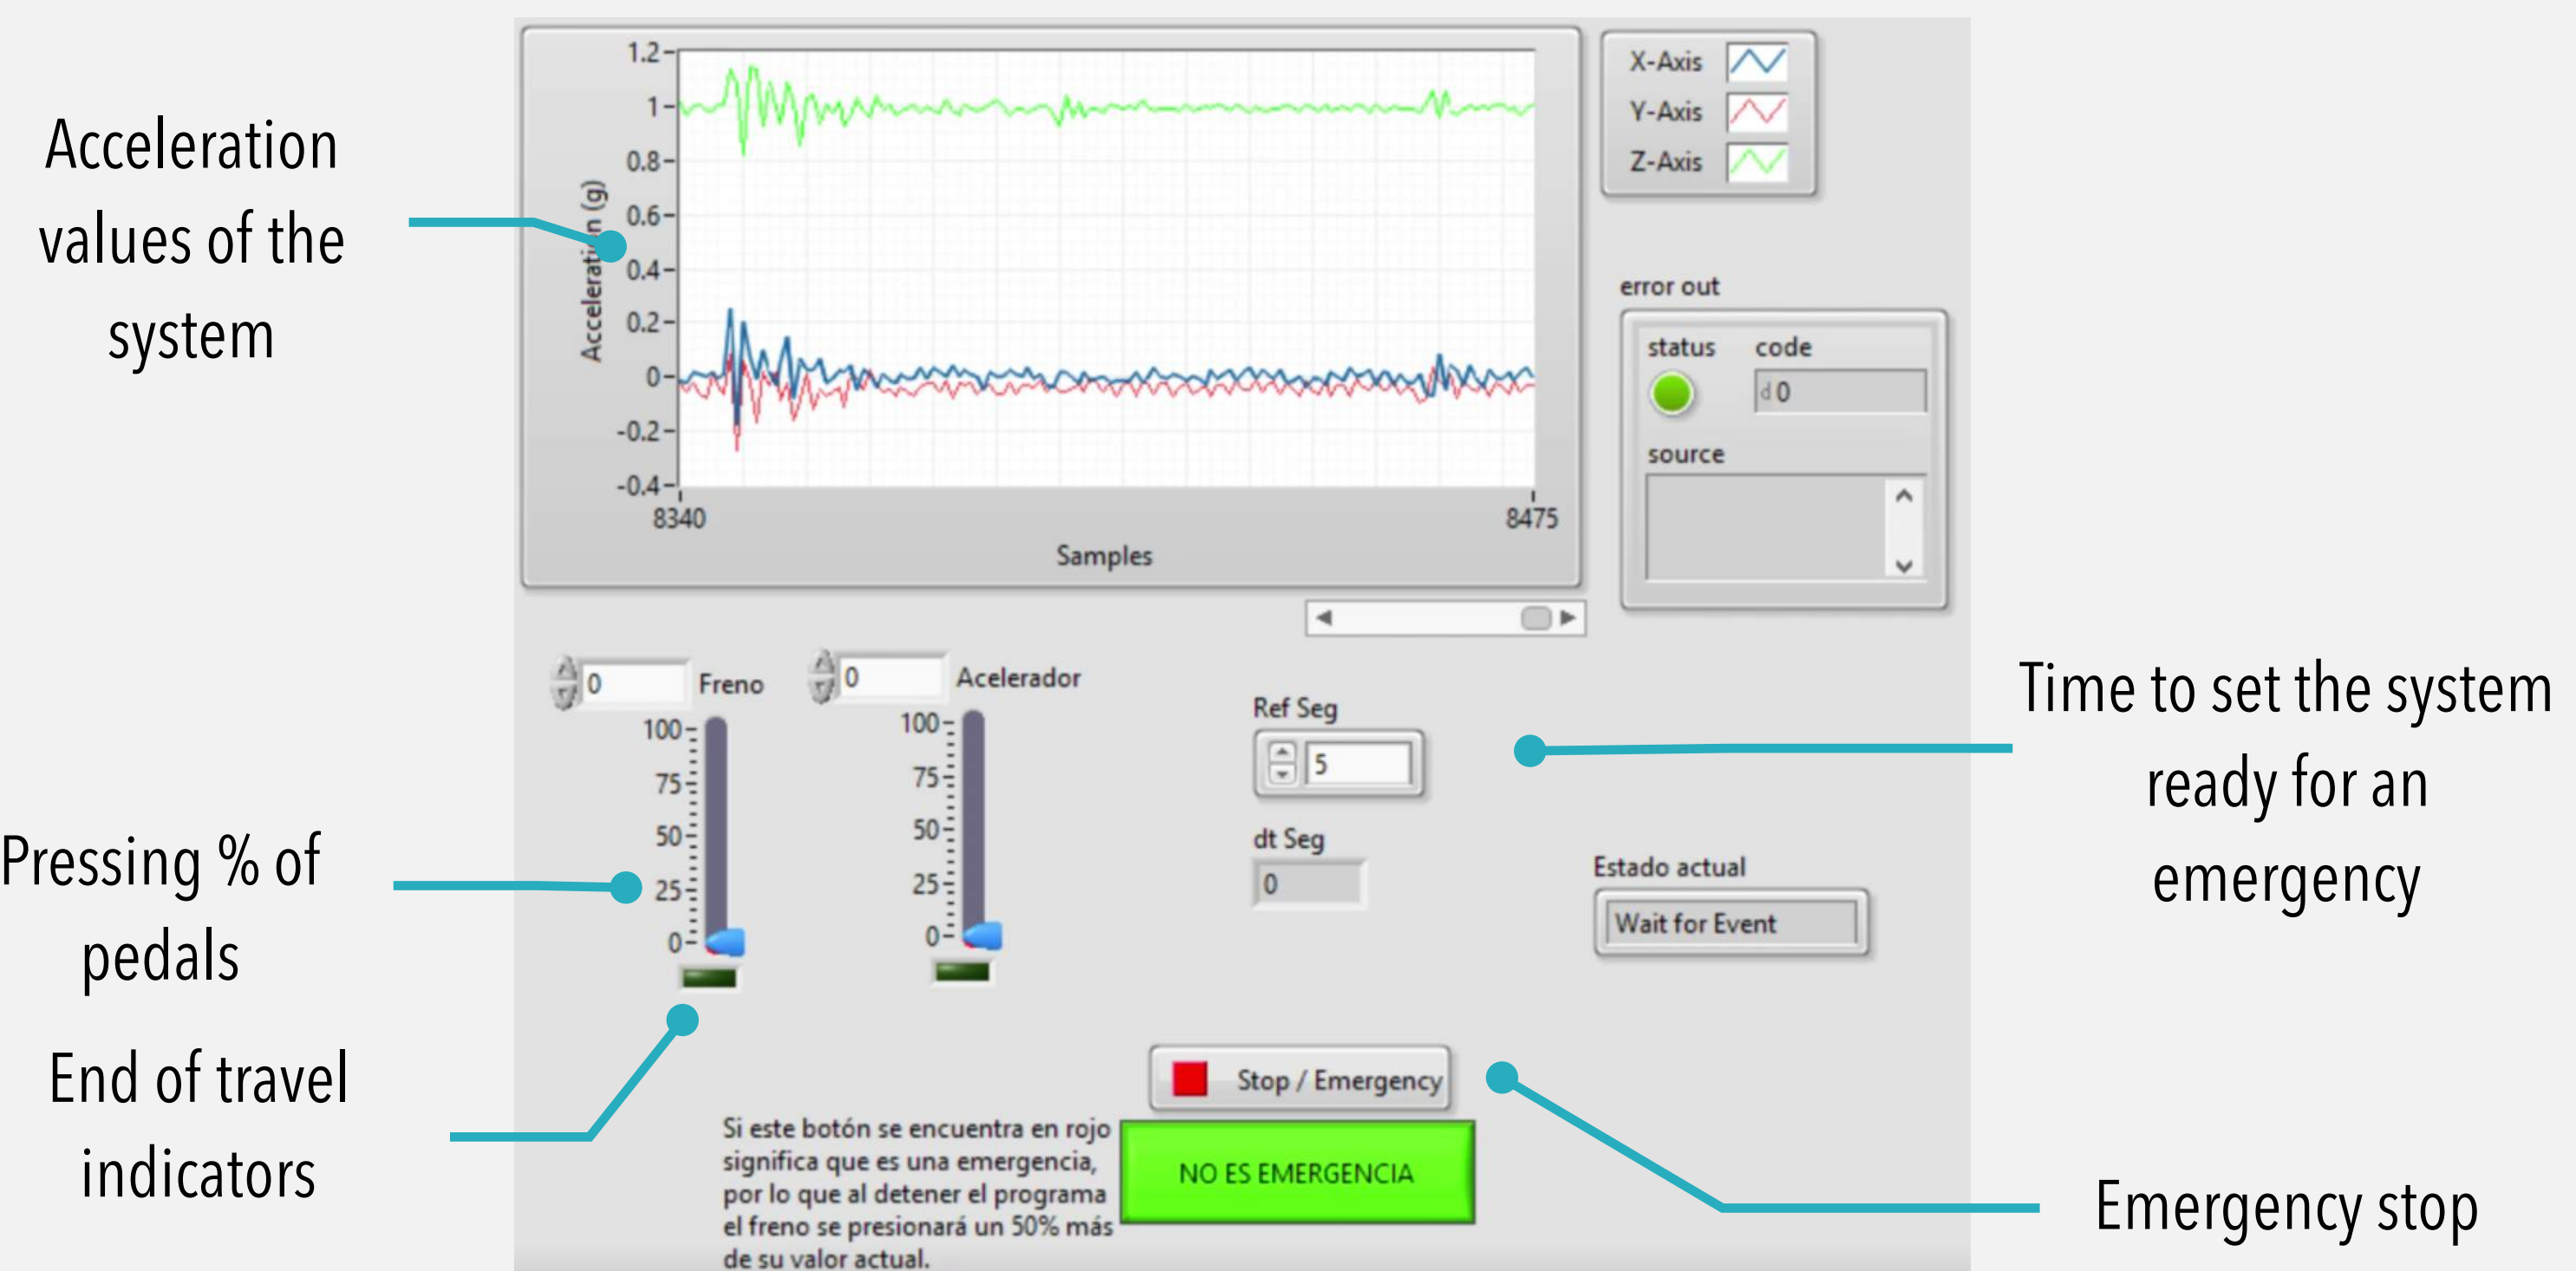 Acceleration
values of the
system
Pressing % of
pedals
End of travel
indicators
1.2
1
0.8
0.6
0.4
0.2
0
-0.2
-0.4
Acceleration (g)
8340
8475
Samples
X-Axis
Y-Axis
Z-Axis
error out
status code
d 0
source
0 Freno
100
75
50
25
0
0 Acelerador
100
75
50
25
0
Ref Seg
5
dt Seg
0
Estado actual
Wait for Event
Stop / Emergency
Si este botón se encuentra en rojo
significa que es una emergencia,
por lo que al detener el programa
el freno se presionará un 50% más
de su valor actual.
NO ES EMERGENCIA
Time to set the system
ready for an
emergency
Emergency stop